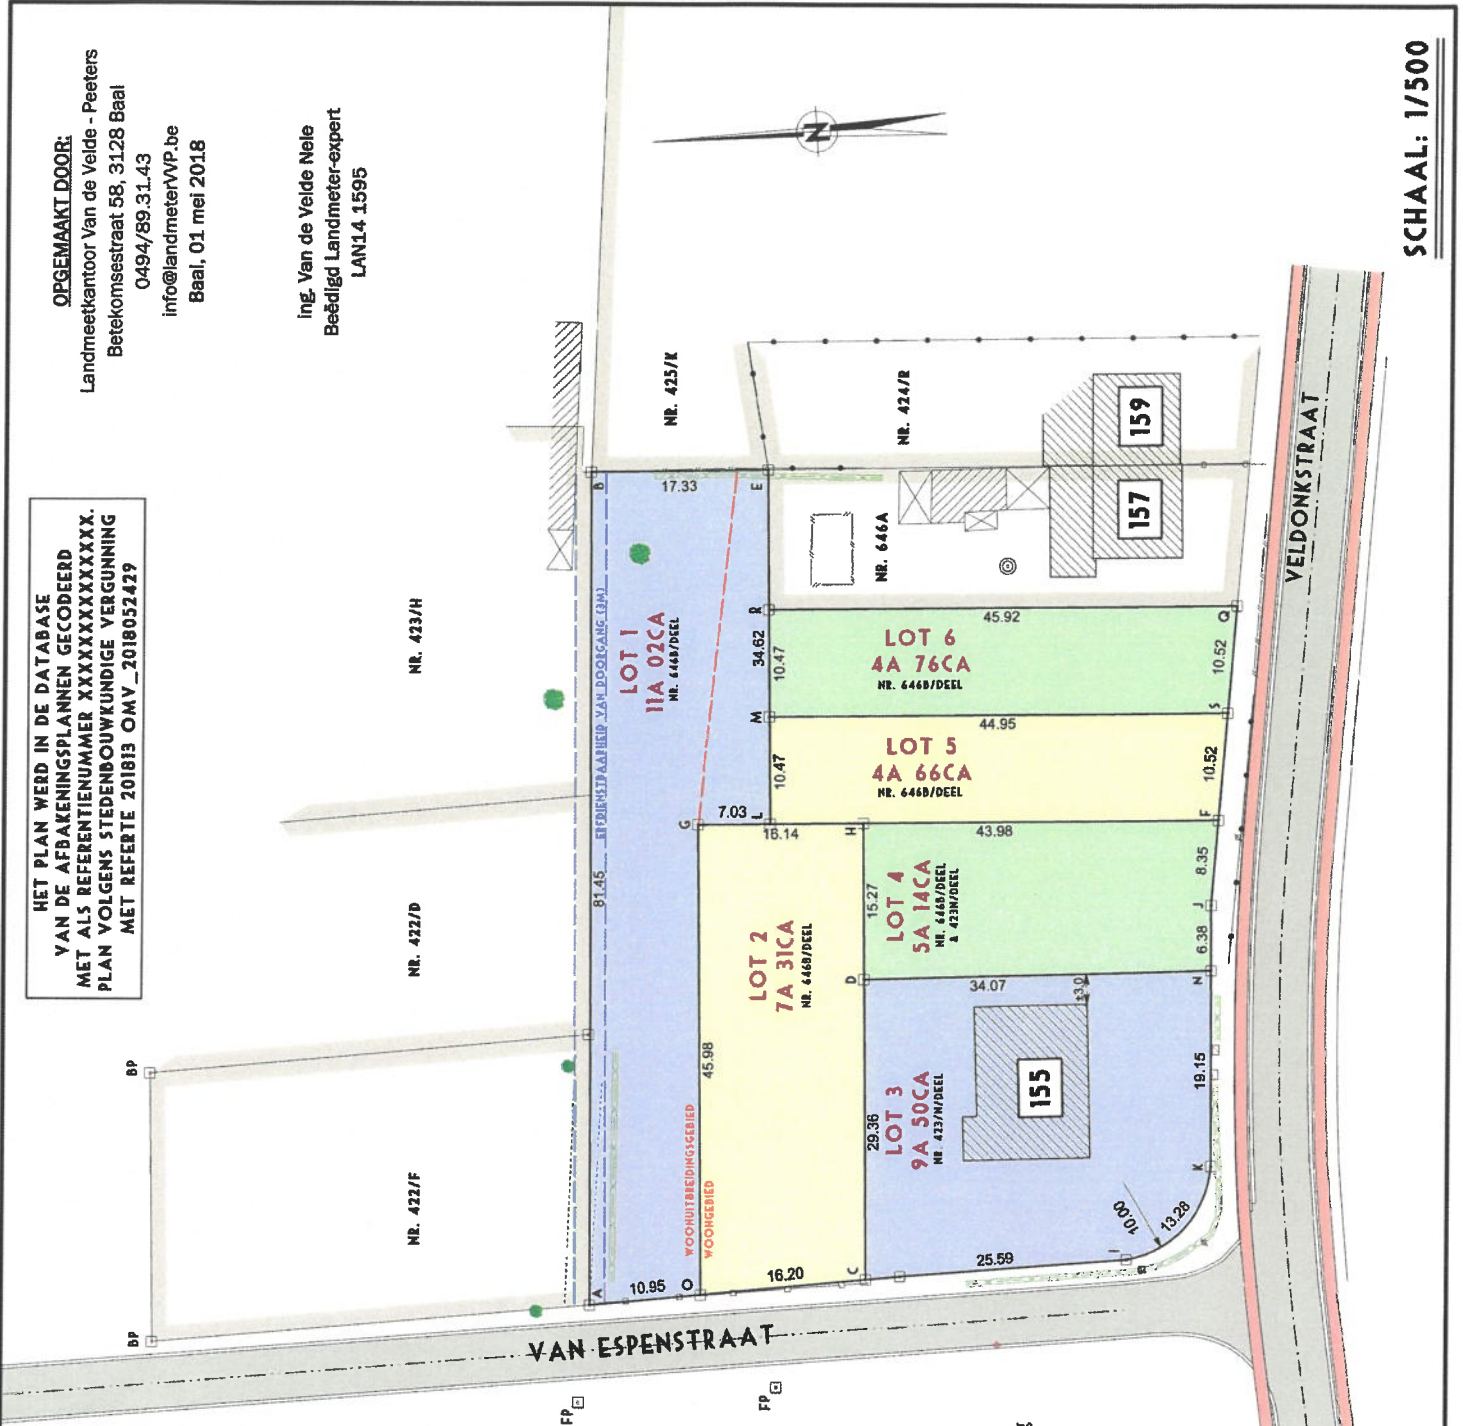 OPGEMAAKT DOOR:
Landmeetkantoor Van de Velde - Peeters
Betekomsestraat 58, 3128 Baal
0494/89.31.43
info@landmeterVVP.be
Baal, 01 mei 2018
ing. Van de Velde Nele
Beëdigd Landmeter-expert
LAN14 1595
HET PLAN WERD IN DE DATABASE
VAN DE AFBAKENINGSPLANNEN GECODEERD
MET ALS REFERENTIENUMMER XXXXXXXXXXXXXXX.
PLAN VOLGENS STEDENBOUWKUNDIGE VERGUNNING
MET REFERTE 201813 OMV_2018052429
SCHAAL: 1/500
N
NR. 423/H
NR. 422/D
NR. 422/F
NR. 425/K
NR. 424/R
NR. 646A
159
157
155
BP
BP
FP
FP
ERFDIENSTBAARHEID VAN DOORGANG (3M)
LOT 1
11A 02CA
NR. 646B/DEEL
LOT 2
7A 31CA
NR. 646B/DEEL
LOT 3
9A 50CA
NR. 423/N/DEEL
LOT 4
5A 14CA
NR. 646B/DEEL
& 423N/DEEL
LOT 5
4A 66CA
NR. 646B/DEEL
LOT 6
4A 76CA
NR. 646B/DEEL
WOONUITBREIDINGSGEBIED
WOONGEBIED
VAN ESPENSTRAAT
VELDONKSTRAAT
A
B
C
D
E
F
G
H
I
J
K
L
M
N
O
Q
R
S
17.33
81.45
34.62
10.47
10.47
7.03
16.14
45.98
45.92
44.95
43.98
10.52
10.52
8.35
6.38
15.27
34.07
±3.0
29.36
19.15
10.00
13.28
25.59
16.20
10.95